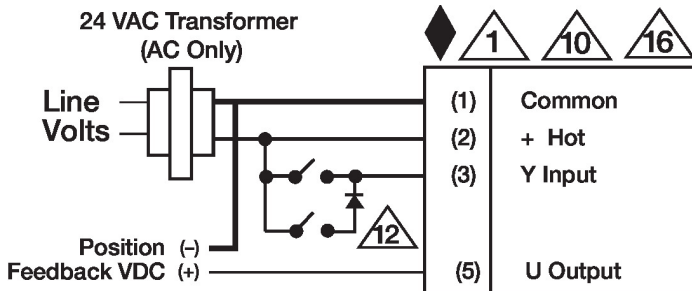 24 VAC Transformer
(AC Only)
1 10 16
Line
Volts
(1) Common
(2) + Hot
(3) Y Input
12
Position (–)
Feedback VDC (+)
(5) U Output